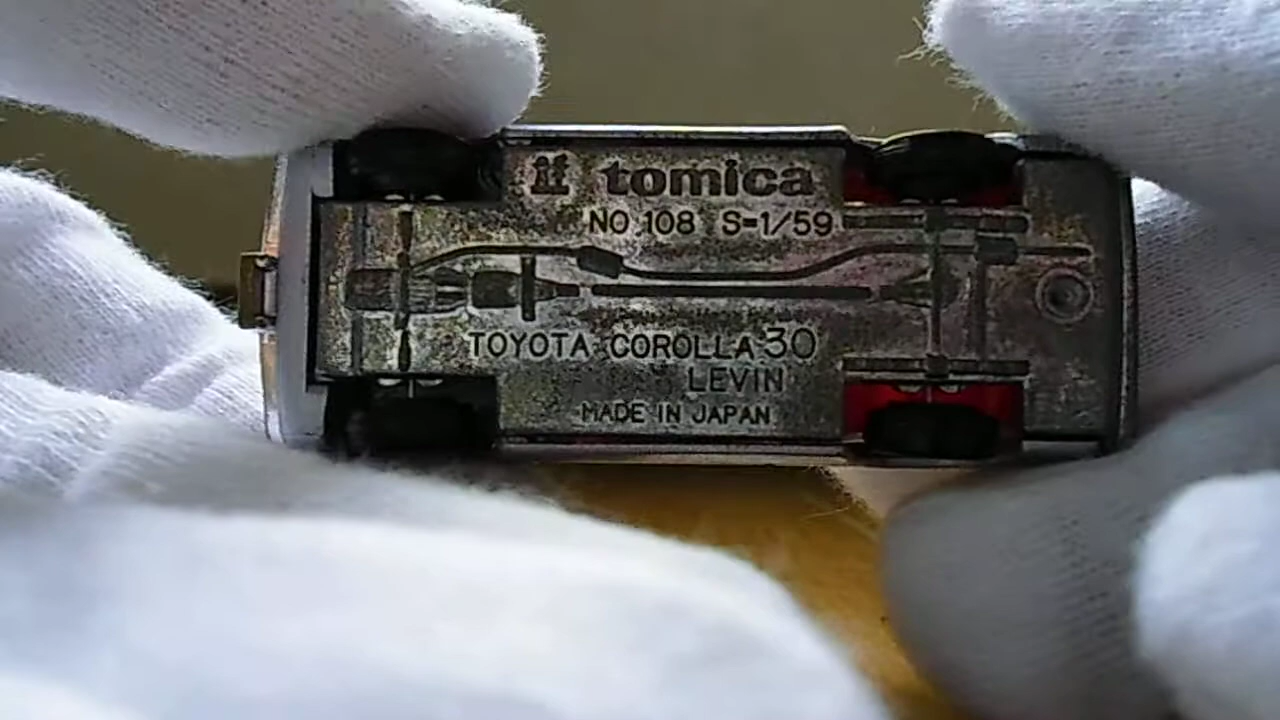 tomica
NO 108 S=1/59
TOYOTA COROLLA 30
LEVIN
MADE IN JAPAN